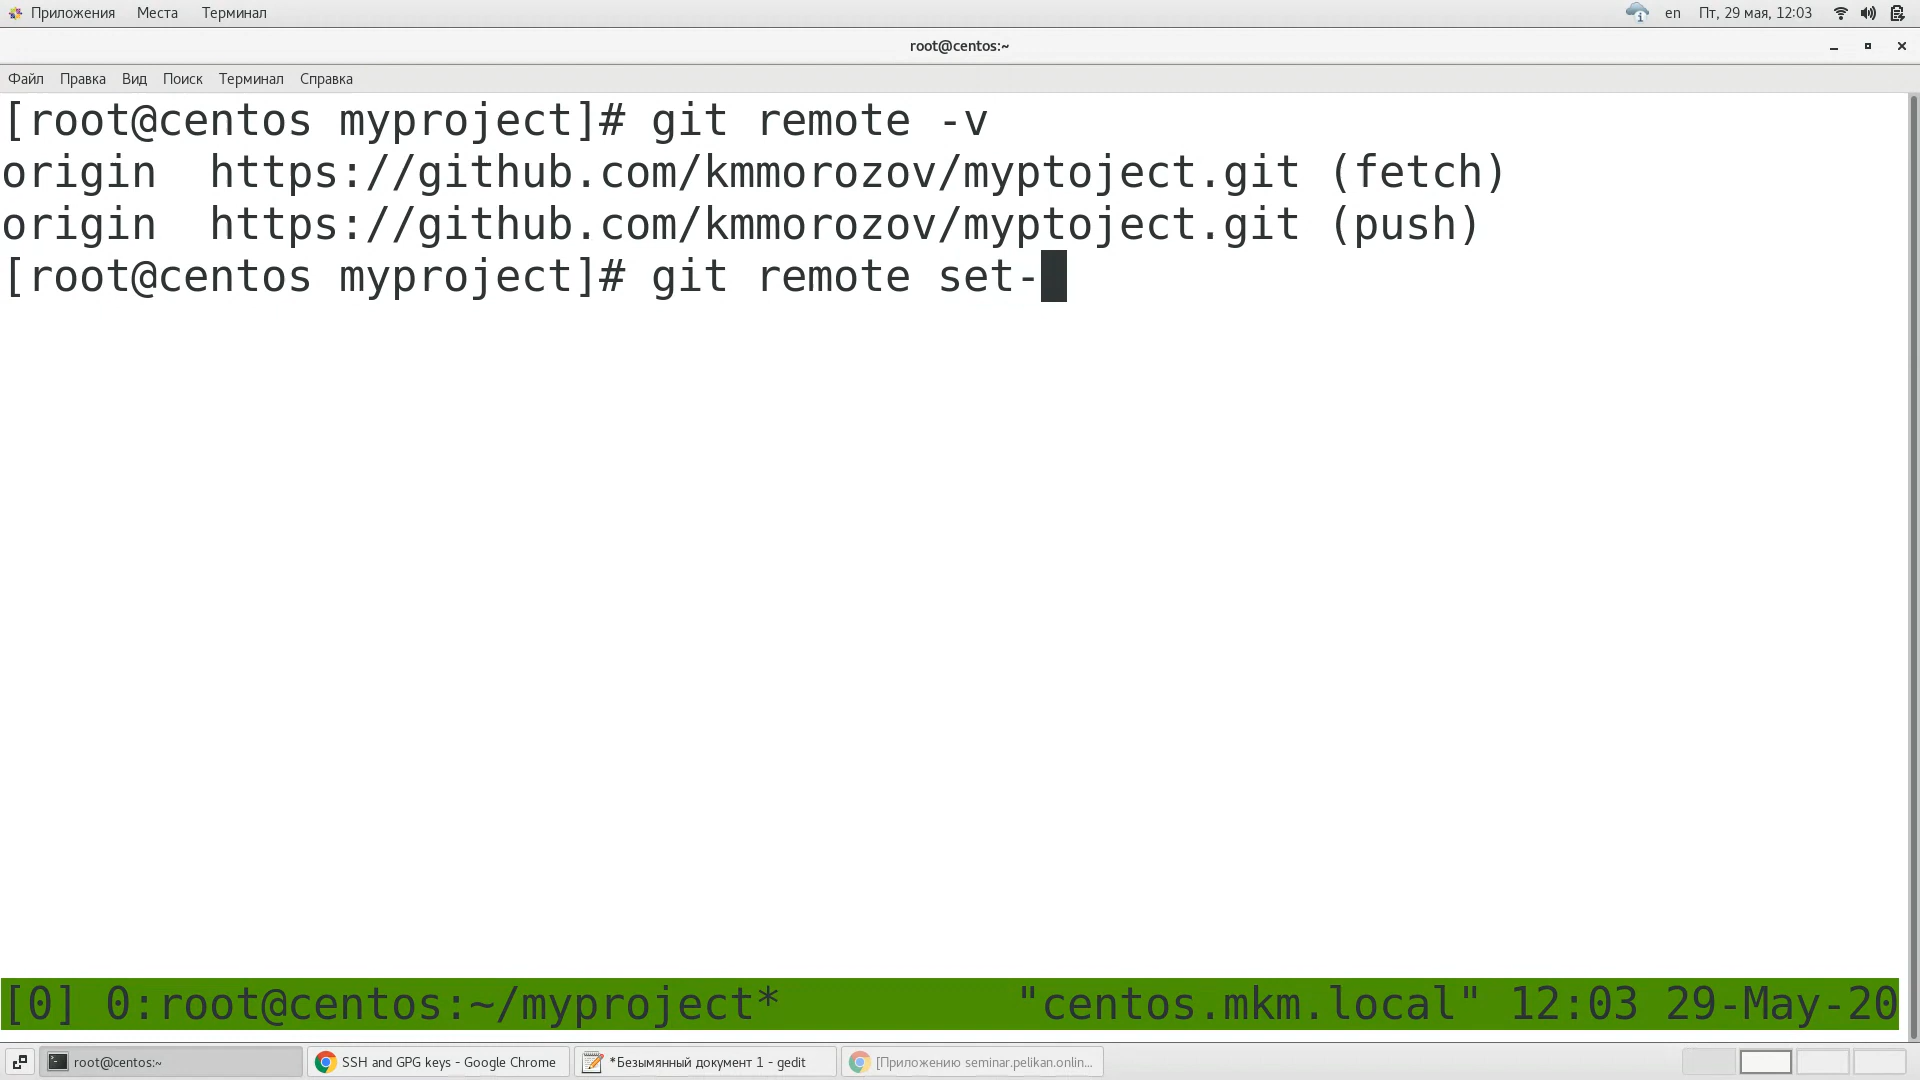 Приложения Места Терминал en Пт, 29 мая, 12:03
root@centos:~
Файл Правка Вид Поиск Терминал Справка
[root@centos myproject]# git remote -v
origin  https://github.com/kmmorozov/myptoject.git (fetch)
origin  https://github.com/kmmorozov/myptoject.git (push)
[root@centos myproject]# git remote set-
[0] 0:root@centos:~/myproject* "centos.mkm.local" 12:03 29-May-20
root@centos:~ SSH and GPG keys - Google Chrome *Безымянный документ 1 - gedit [Приложению seminar.pelikan.onlin...